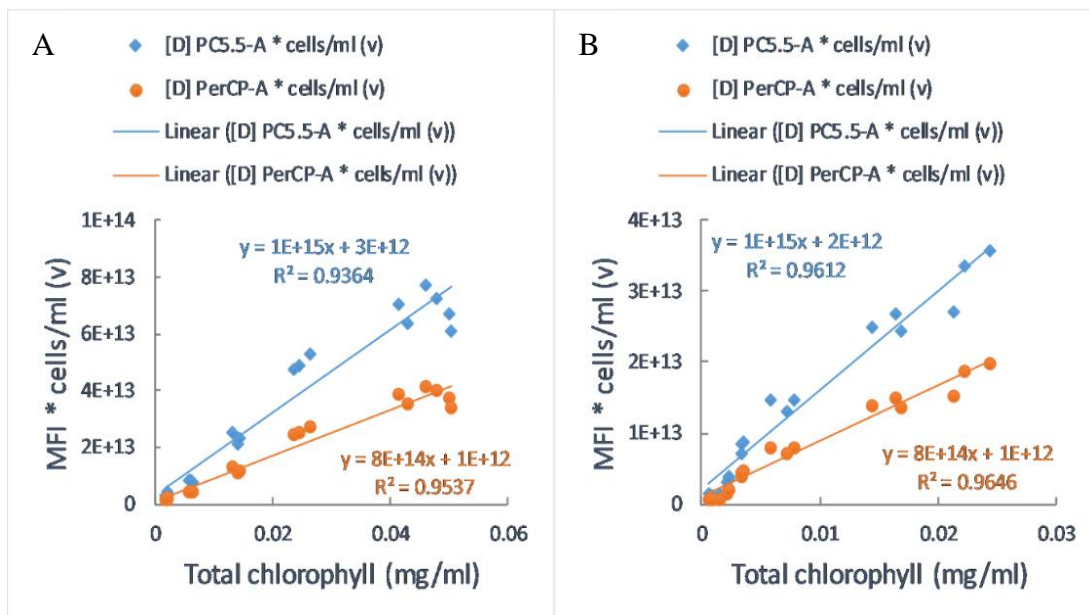 A
[D] PC5.5-A * cells/ml (v)
[D] PerCP-A * cells/ml (v)
Linear ([D] PC5.5-A * cells/ml (v))
Linear ([D] PerCP-A * cells/ml (v))
MFI * cells/ml (v)
1E+14
8E+13
6E+13
4E+13
2E+13
0
y = 1E+15x + 3E+12
R² = 0.9364
y = 8E+14x + 1E+12
R² = 0.9537
0 0.02 0.04 0.06
Total chlorophyll (mg/ml)
B
[D] PC5.5-A * cells/ml (v)
[D] PerCP-A * cells/ml (v)
Linear ([D] PC5.5-A * cells/ml (v))
Linear ([D] PerCP-A * cells/ml (v))
MFI * cells/ml (v)
4E+13
3E+13
2E+13
1E+13
0
y = 1E+15x + 2E+12
R² = 0.9612
y = 8E+14x + 1E+12
R² = 0.9646
0 0.01 0.02 0.03
Total chlorophyll (mg/ml)